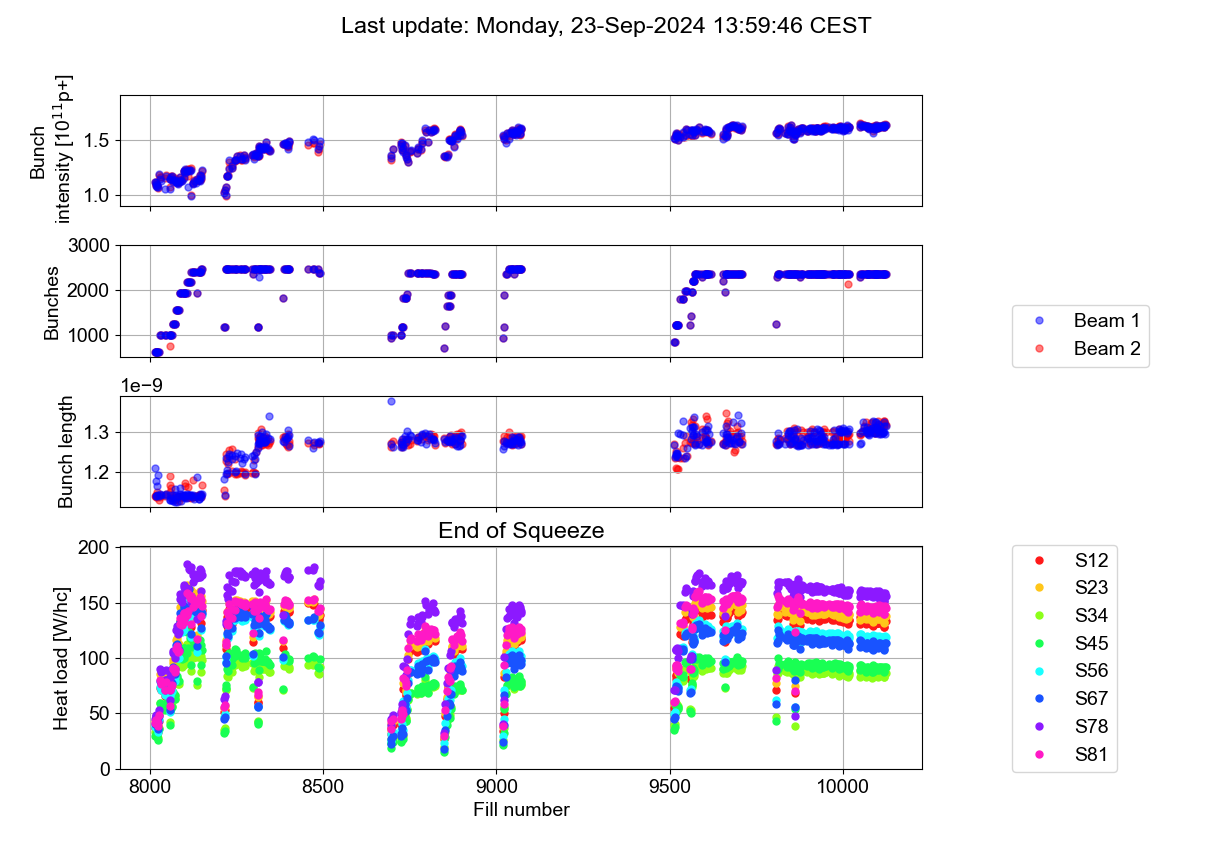 Last update: Monday, 23-Sep-2024 13:59:46 CEST
Bunch
intensity [10¹¹p+]
1.5
1.0
Bunches
3000
2000
1000
Beam 1
Beam 2
1e−9
Bunch length
1.3
1.2
End of Squeeze
Heat load [W/hc]
200
150
100
50
0
8000
8500
9000
9500
10000
Fill number
S12
S23
S34
S45
S56
S67
S78
S81